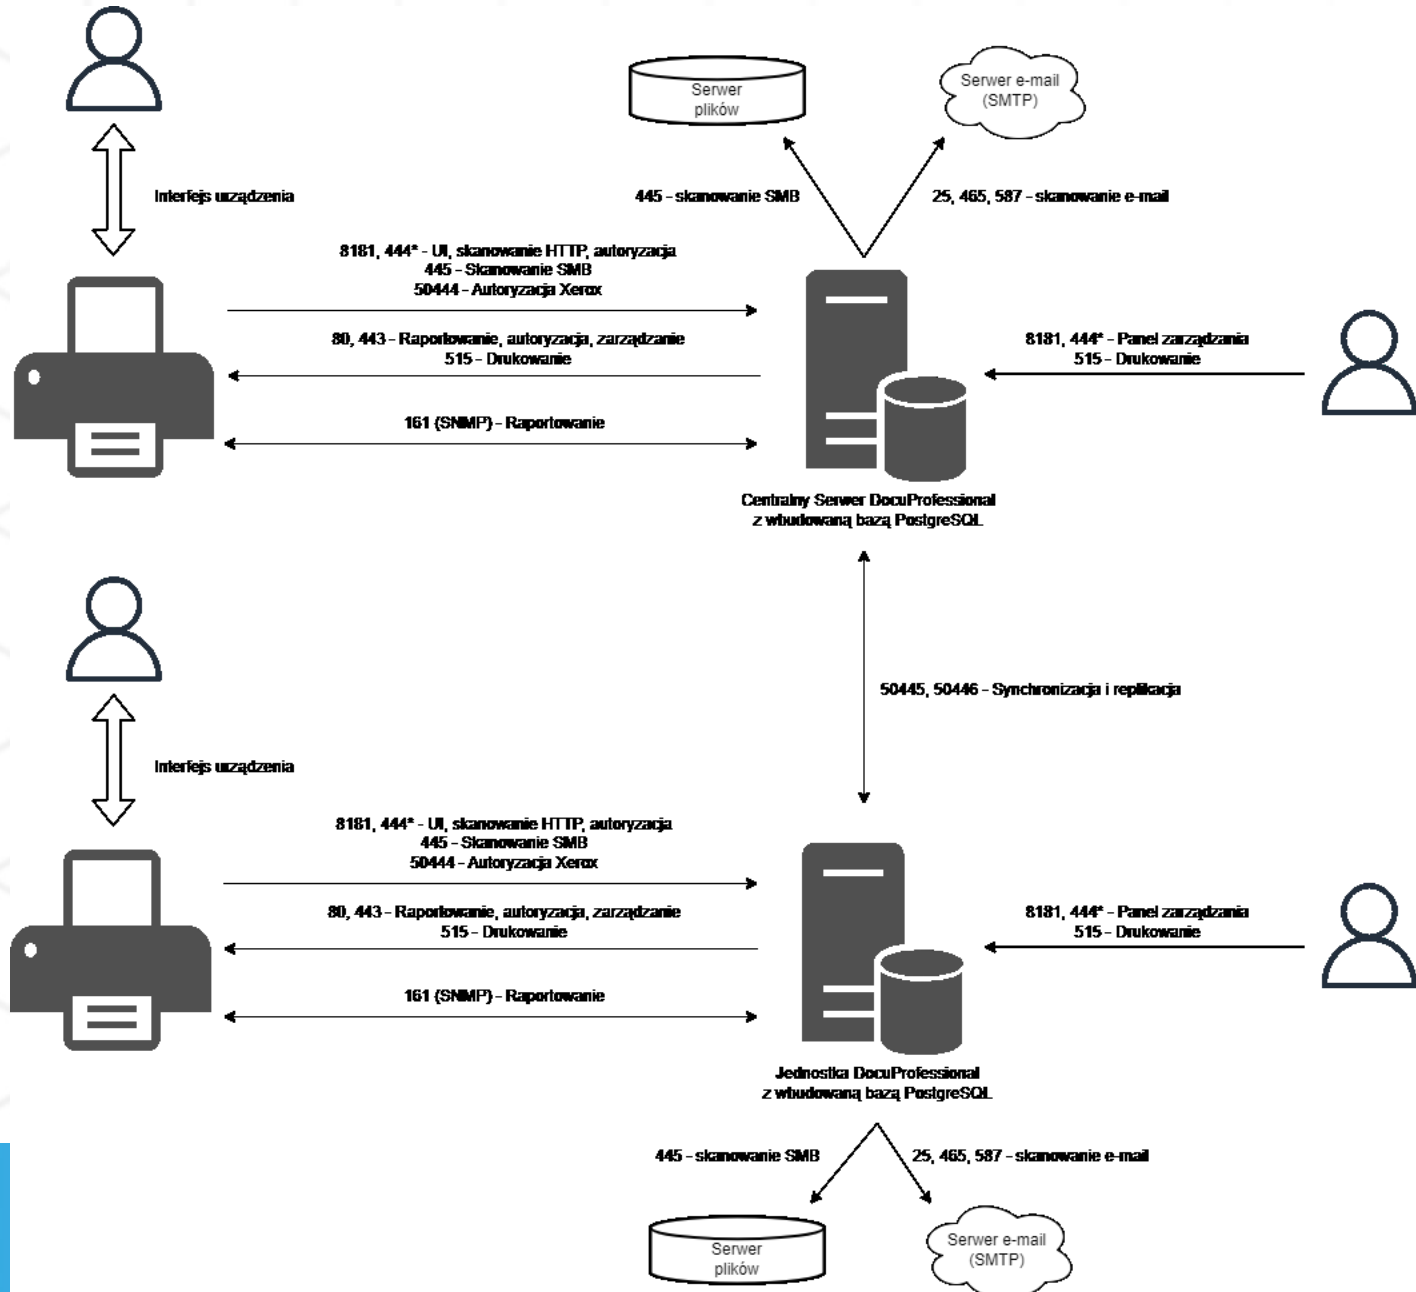 Serwer
plików
Serwer e-mail
(SMTP)
Interfejs urządzenia
445 - skanowanie SMB
25, 465, 587 - skanowanie e-mail
8181, 444* - UI, skanowanie HTTP, autoryzacja
445 - Skanowanie SMB
50444 - Autoryzacja Xerox
80, 443 - Raportowanie, autoryzacja, zarządzanie
515 - Drukowanie
8181, 444* - Panel zarządzania
515 - Drukowanie
161 (SNMP) - Raportowanie
Centralny Serwer DocuProfessional
z wbudowaną bazą PostgreSQL
50445, 50446 - Synchronizacja i replikacja
Interfejs urządzenia
8181, 444* - UI, skanowanie HTTP, autoryzacja
445 - Skanowanie SMB
50444 - Autoryzacja Xerox
80, 443 - Raportowanie, autoryzacja, zarządzanie
515 - Drukowanie
8181, 444* - Panel zarządzania
515 - Drukowanie
161 (SNMP) - Raportowanie
Jednostka DocuProfessional
z wbudowaną bazą PostgreSQL
445 - skanowanie SMB
25, 465, 587 - skanowanie e-mail
Serwer
plików
Serwer e-mail
(SMTP)